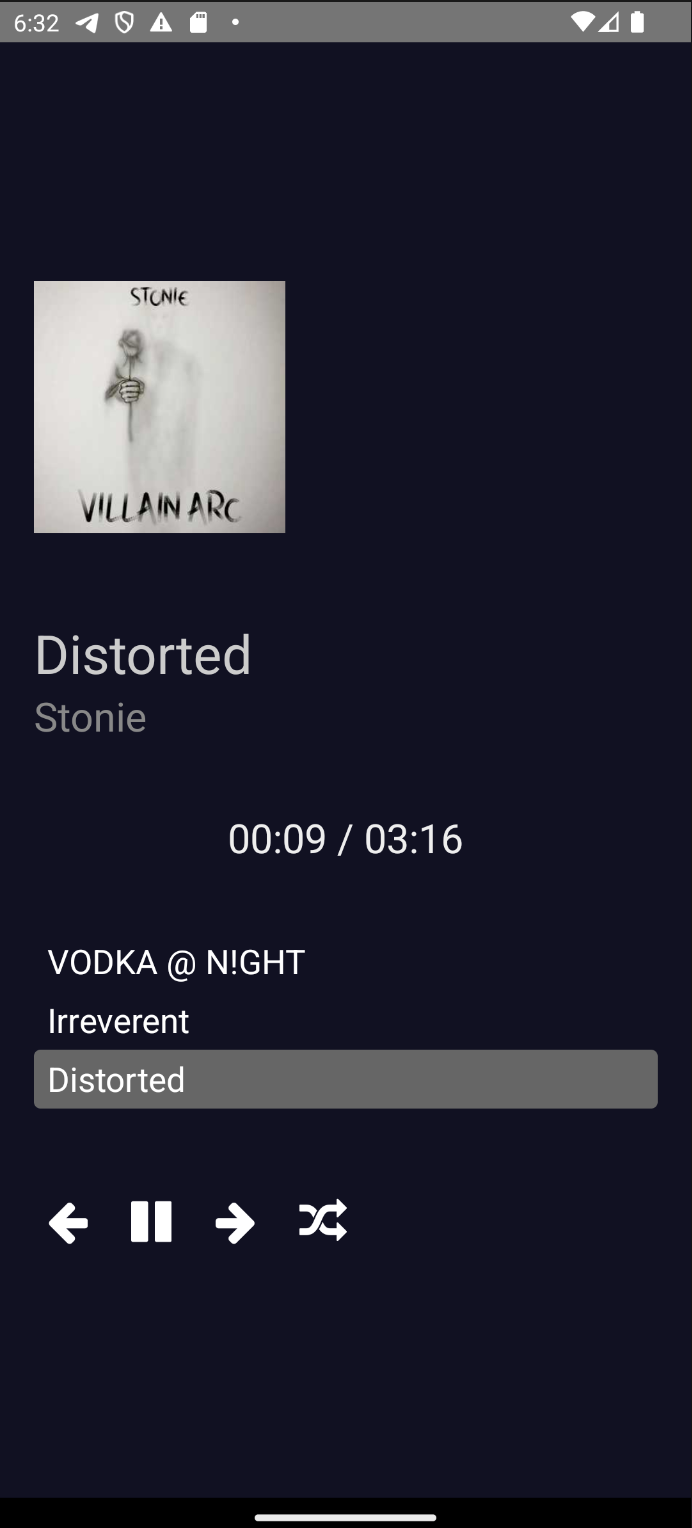 6:32
STONIE
VILLAIN ARC
Distorted
Stonie
00:09 / 03:16
VODKA @ N!GHT
Irreverent
Distorted